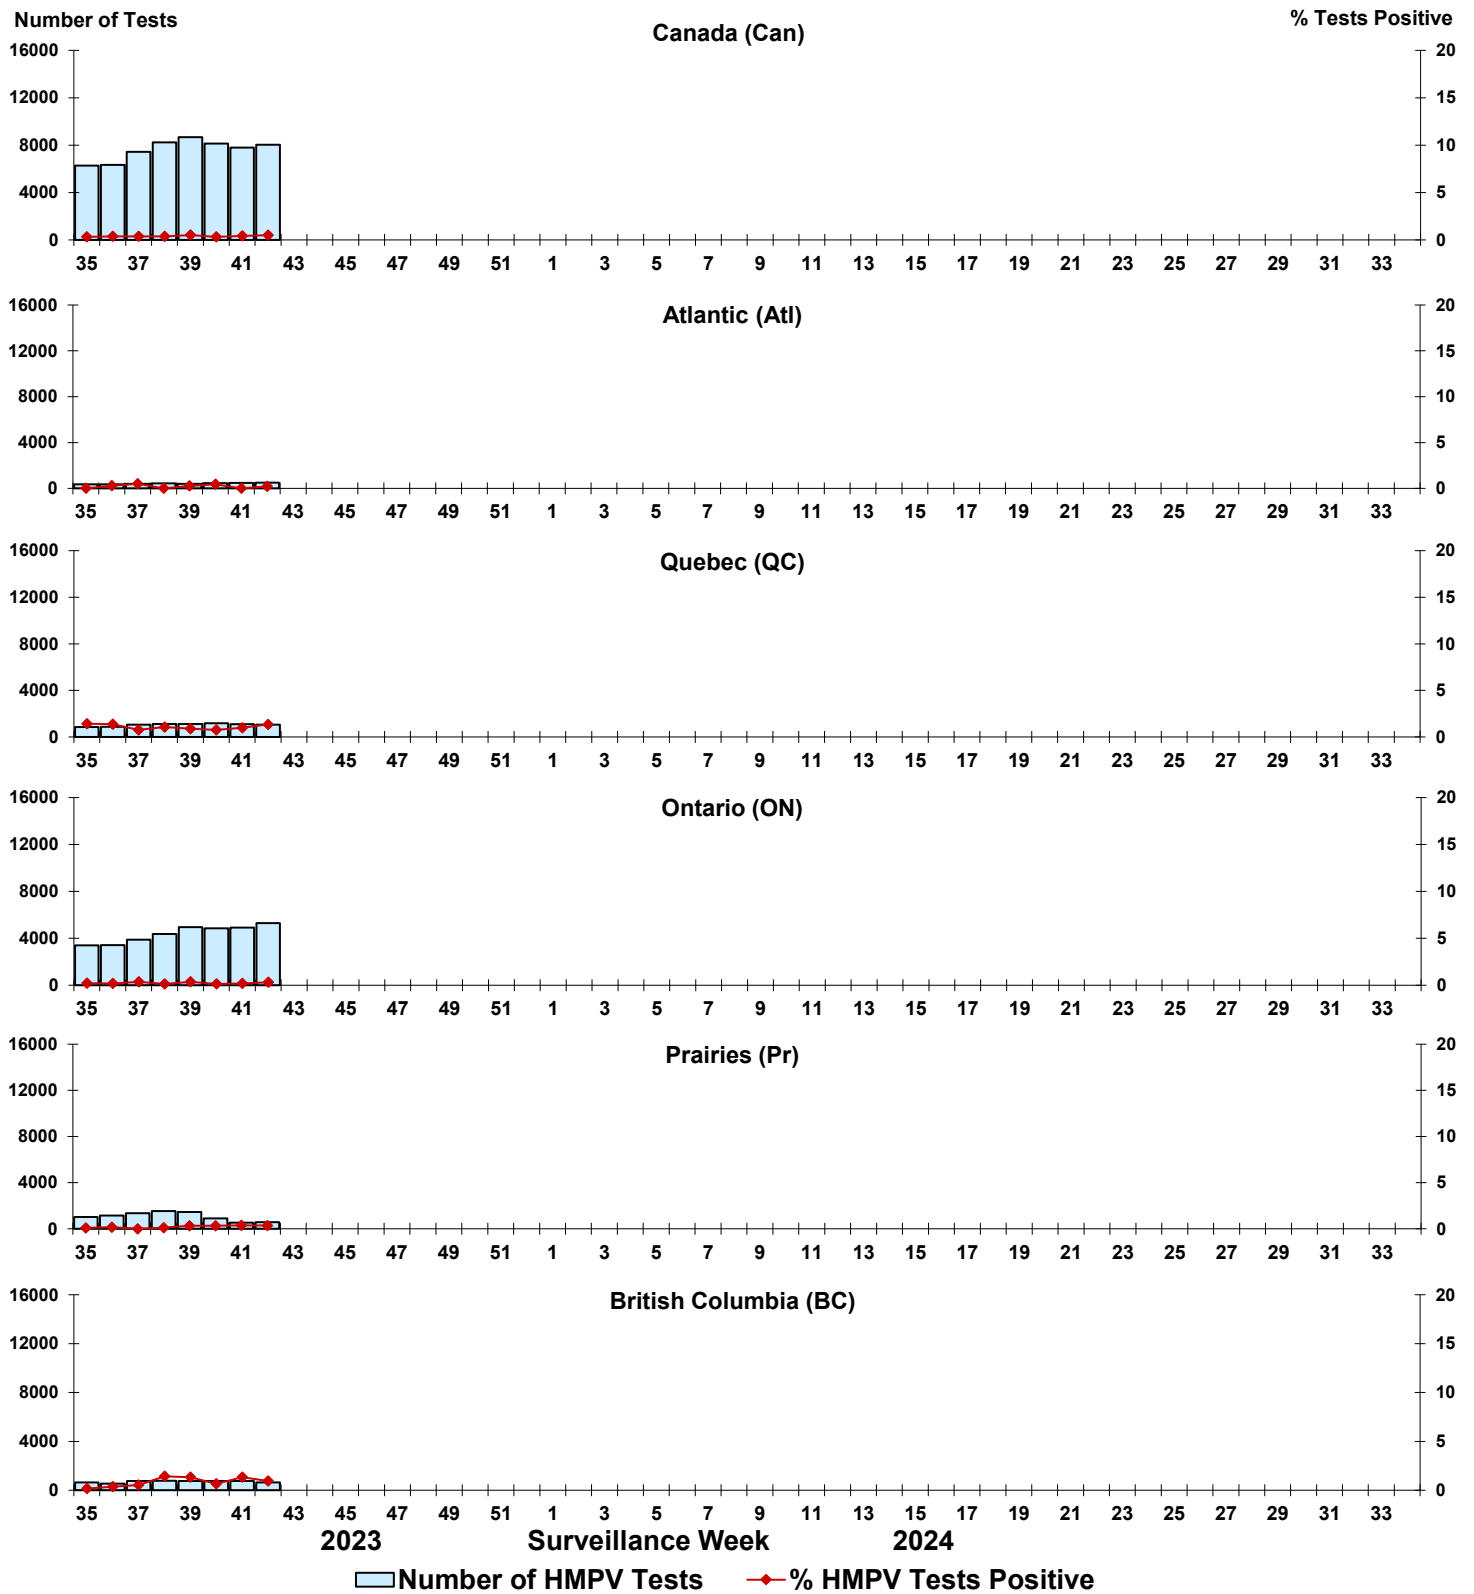 Number of Tests
% Tests Positive
Canada (Can)
16000 20
12000 15
8000 10
4000 5
0 0
35 37 39 41 43 45 47 49 51 1 3 5 7 9 11 13 15 17 19 21 23 25 27 29 31 33
Atlantic (Atl)
16000 20
12000 15
8000 10
4000 5
0 0
35 37 39 41 43 45 47 49 51 1 3 5 7 9 11 13 15 17 19 21 23 25 27 29 31 33
Quebec (QC)
16000 20
12000 15
8000 10
4000 5
0 0
35 37 39 41 43 45 47 49 51 1 3 5 7 9 11 13 15 17 19 21 23 25 27 29 31 33
Ontario (ON)
16000 20
12000 15
8000 10
4000 5
0 0
35 37 39 41 43 45 47 49 51 1 3 5 7 9 11 13 15 17 19 21 23 25 27 29 31 33
Prairies (Pr)
16000 20
12000 15
8000 10
4000 5
0 0
35 37 39 41 43 45 47 49 51 1 3 5 7 9 11 13 15 17 19 21 23 25 27 29 31 33
British Columbia (BC)
16000 20
12000 15
8000 10
4000 5
0 0
35 37 39 41 43 45 47 49 51 1 3 5 7 9 11 13 15 17 19 21 23 25 27 29 31 33
2023 Surveillance Week 2024
Number of HMPV Tests % HMPV Tests Positive